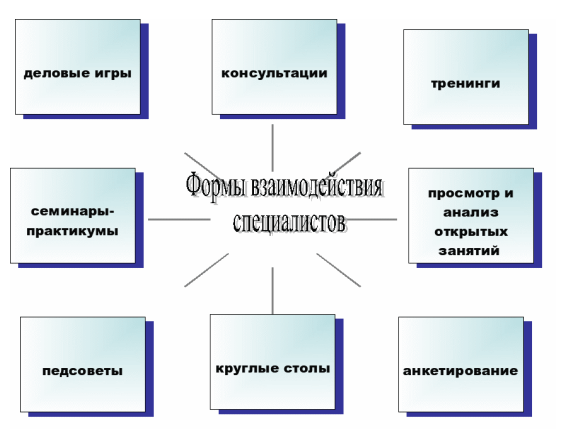 деловые игры
консультации
тренинги
Формы взаимодействия
специалистов
семинары-
практикумы
просмотр и
анализ
открытых
занятий
педсоветы
круглые столы
анкетирование